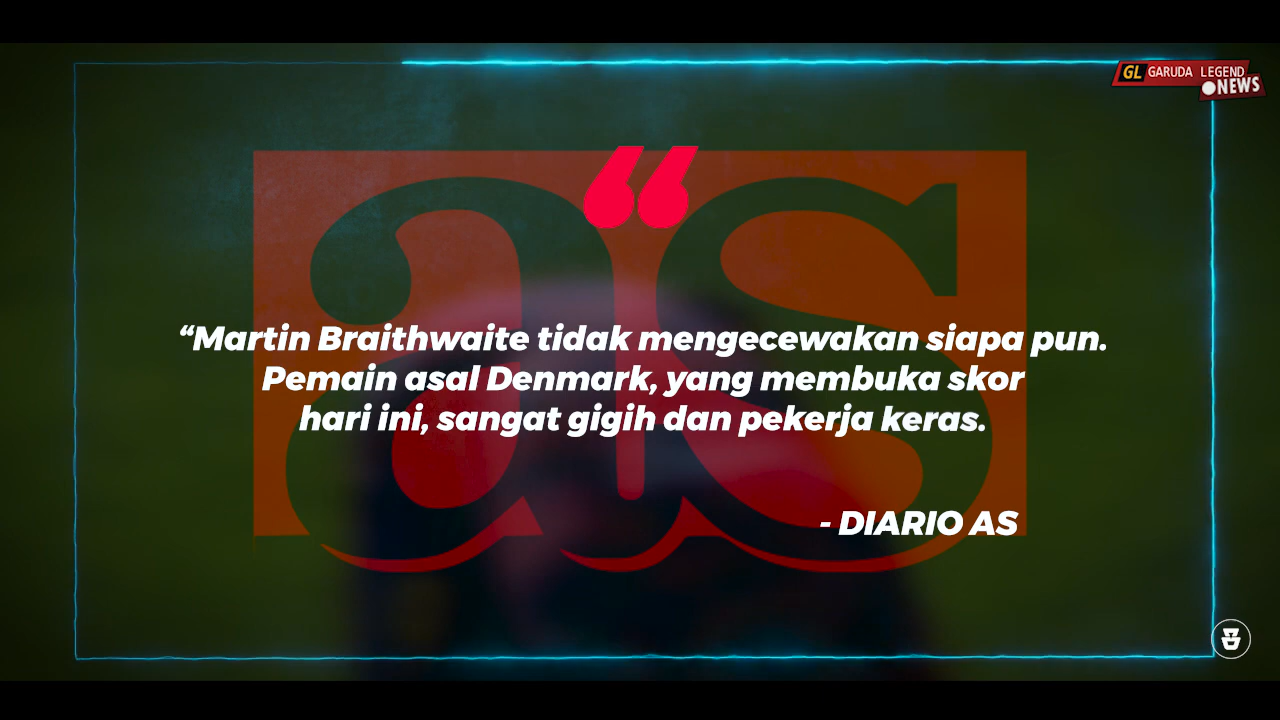 GL GARUDA LEGEND
NEWS
as
“Martin Braithwaite tidak mengecewakan siapa pun.
Pemain asal Denmark, yang membuka skor
hari ini, sangat gigih dan pekerja keras.
- DIARIO AS